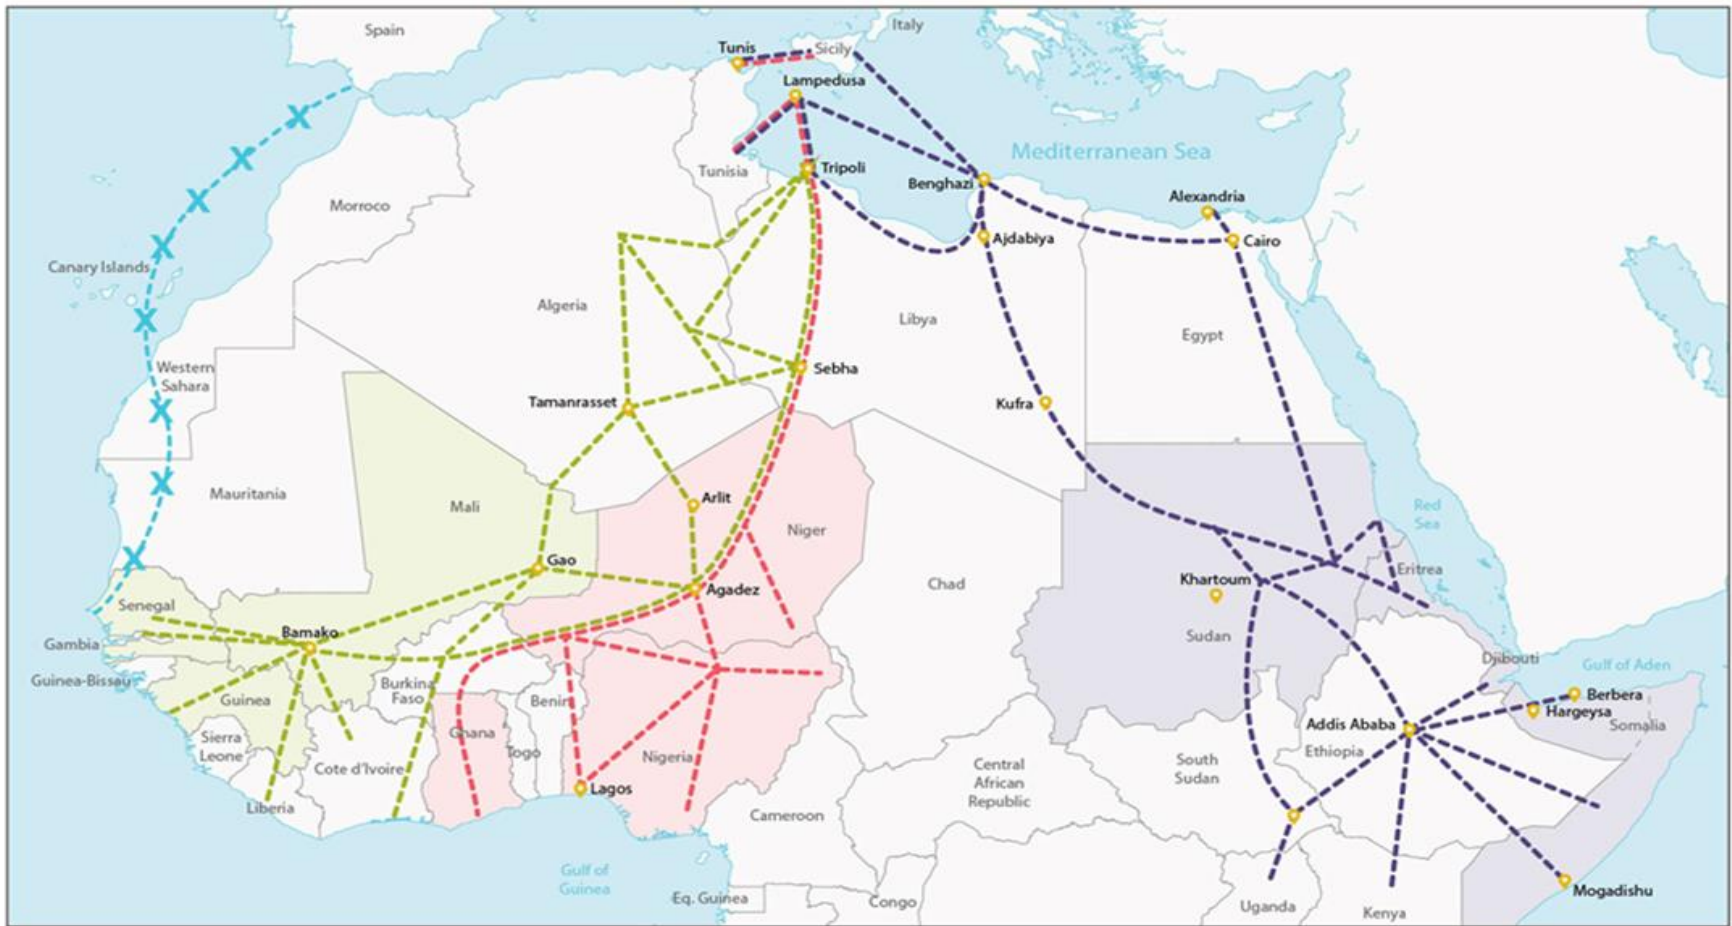 Spain
Italy
Tunis
Sicily
Lampedusa
Mediterranean Sea
Tunisia
Tripoli
Benghazi
Alexandria
Morroco
Ajdabiya
Cairo
Canary Islands
Algeria
Libya
Egypt
Western
Sahara
Sebha
Tamanrasset
Kufra
Mauritania
Mali
Arlit
Niger
Red
Sea
Gao
Agadez
Chad
Khartoum
Eritrea
Senegal
Bamako
Sudan
Gambia
Djibouti
Gulf of Aden
Guinea-Bissau
Guinea
Burkina
Faso
Benin
Berbera
Hargeysa
Somalia
Sierra
Leone
Ghana
Togo
Nigeria
Addis Ababa
Ethiopia
Cote d'Ivoire
South
Sudan
Central
African
Republic
Liberia
Lagos
Cameroon
Gulf of
Guinea
Eq. Guinea
Congo
Uganda
Kenya
Mogadishu